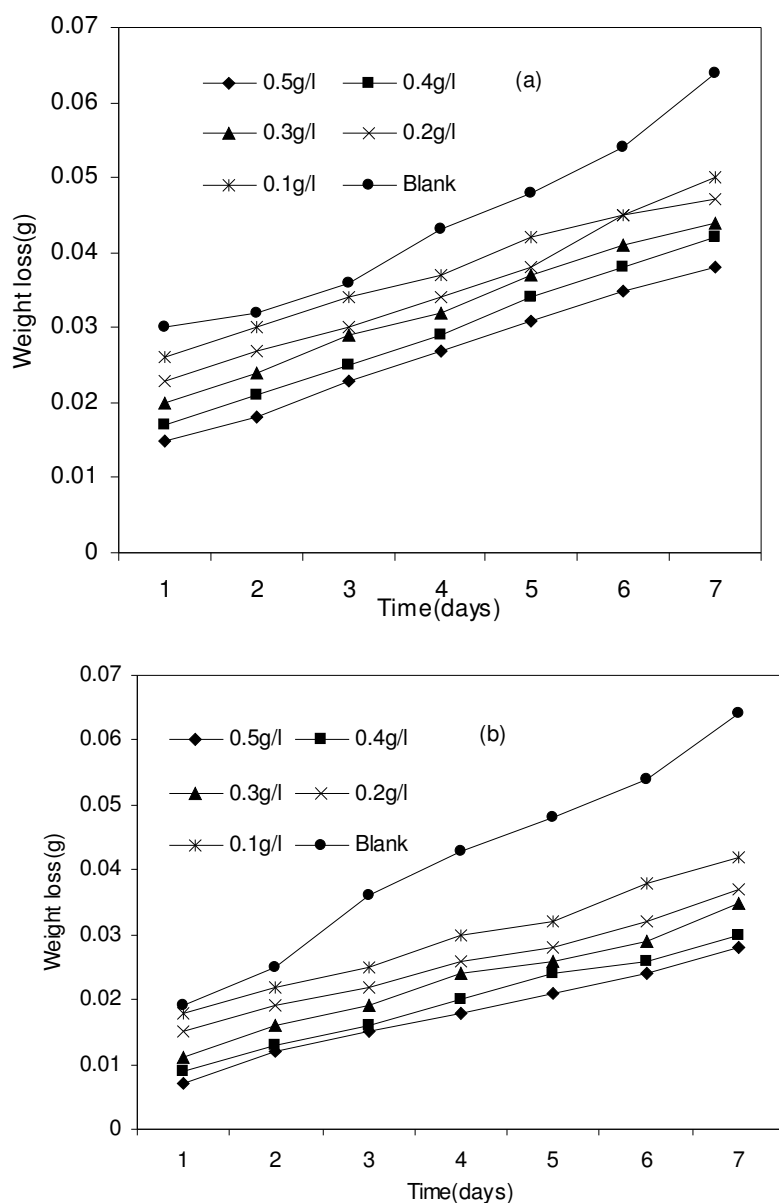 0.07
0.06
0.05
0.04
0.03
0.02
0.01
0
Weight loss(g)
0.5g/l 0.4g/l (a)
0.3g/l 0.2g/l
0.1g/l Blank
1 2 3 4 5 6 7
Time(days)
0.07
0.06
0.05
0.04
0.03
0.02
0.01
0
Weight loss(g)
0.5g/l 0.4g/l (b)
0.3g/l 0.2g/l
0.1g/l Blank
1 2 3 4 5 6 7
Time(days)